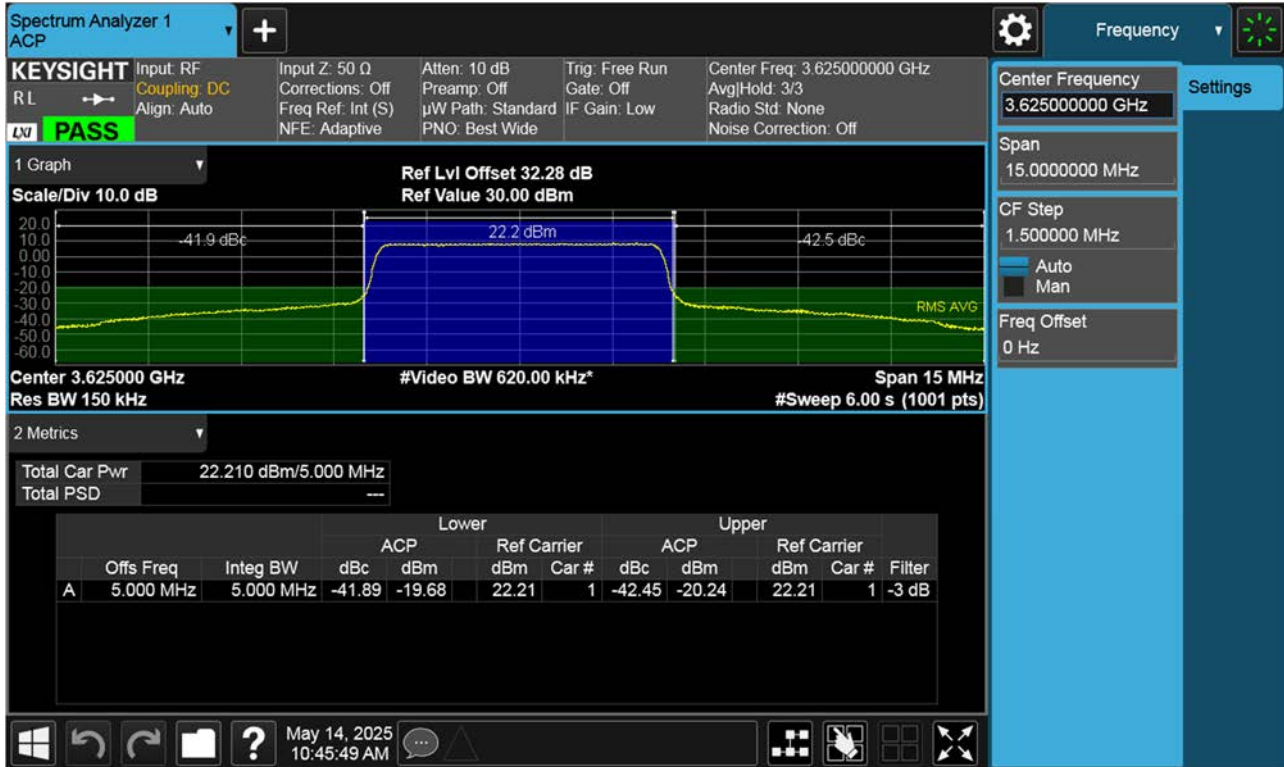 Spectrum Analyzer 1
ACP
Frequency
KEYSIGHT
RL
LXI
PASS
Input: RF
Coupling: DC
Align: Auto
Input Z: 50 Ω
Corrections: Off
Freq Ref: Int (S)
NFE: Adaptive
Atten: 10 dB
Preamp: Off
µW Path: Standard
PNO: Best Wide
Trig: Free Run
Gate: Off
IF Gain: Low
Center Freq: 3.625000000 GHz
Avg|Hold: 3/3
Radio Std: None
Noise Correction: Off
1 Graph
Scale/Div 10.0 dB
Ref Lvl Offset 32.28 dB
Ref Value 30.00 dBm
20.0
10.0
0.00
-10.0
-20.0
-30.0
-40.0
-50.0
-60.0
-41.9 dBc
22.2 dBm
-42.5 dBc
RMS AVG
Center 3.625000 GHz
#Video BW 620.00 kHz*
Span 15 MHz
Res BW 150 kHz
#Sweep 6.00 s (1001 pts)
2 Metrics
Total Car Pwr 22.210 dBm/5.000 MHz
Total PSD ---
Lower Upper
ACP Ref Carrier ACP Ref Carrier
Offs Freq Integ BW dBc dBm dBm Car # dBc dBm dBm Car # Filter
A 5.000 MHz 5.000 MHz -41.89 -19.68 22.21 1 -42.45 -20.24 22.21 1 -3 dB
Center Frequency
3.625000000 GHz
Settings
Span
15.0000000 MHz
CF Step
1.500000 MHz
Auto
Man
Freq Offset
0 Hz
?
May 14, 2025
10:45:49 AM